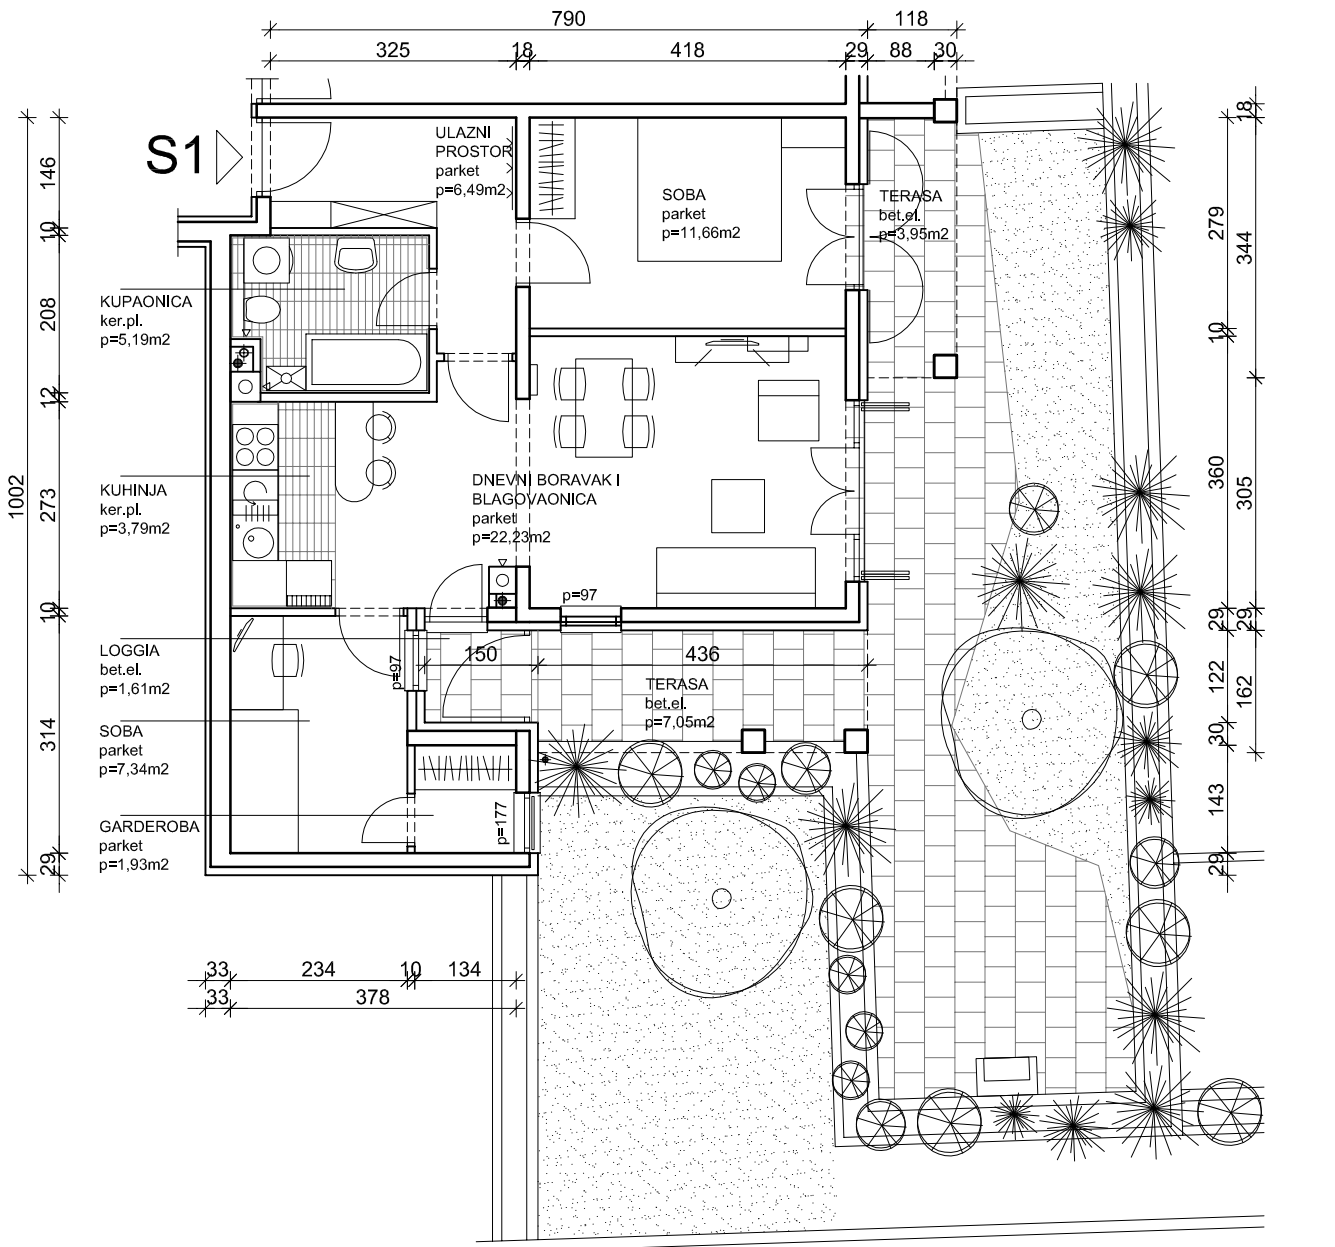 790
118
325
18
418
29
88
30
S1
ULAZNI
PROSTOR
parket
p=6,49m2
SOBA
parket
p=11,66m2
TERASA
bet.el.
p=3,95m2
KUPAONICA
ker.pl.
p=5,19m2
KUHINJA
ker.pl.
p=3,79m2
DNEVNI BORAVAK I
BLAGOVAONICA
parket
p=22,23m2
p=97
LOGGIA
bet.el.
p=1,61m2
p=97
150
436
TERASA
bet.el.
p=7,05m2
SOBA
parket
p=7,34m2
GARDEROBA
parket
p=1,93m2
p=177
1002
146
10
208
12
273
10
314
29
18
279
344
10
360
305
29
29
122
162
30
143
29
33
234
10
134
33
378